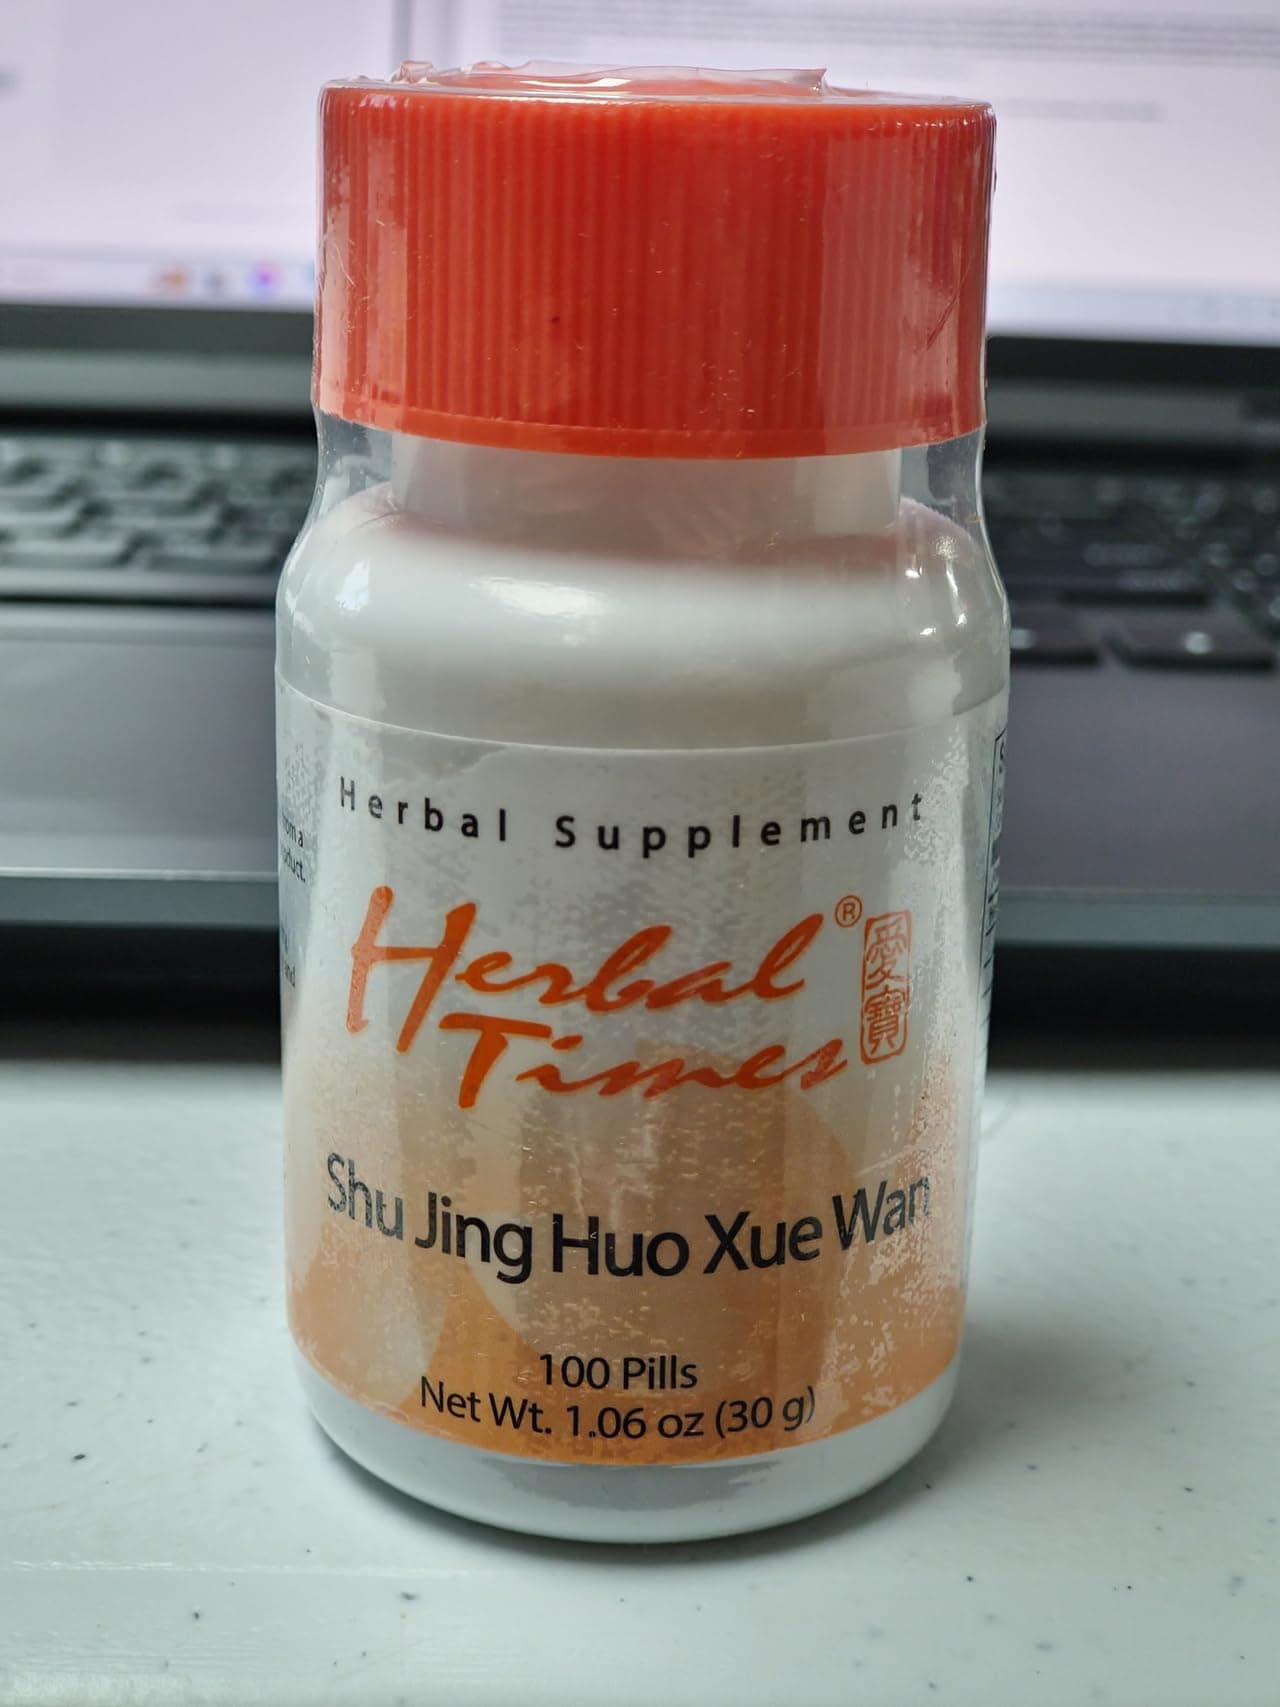 Herbal Supplement
Herbal
Times®
愛寶
Shu Jing Huo Xue Wan
100 Pills
Net Wt. 1.06 oz (30 g)